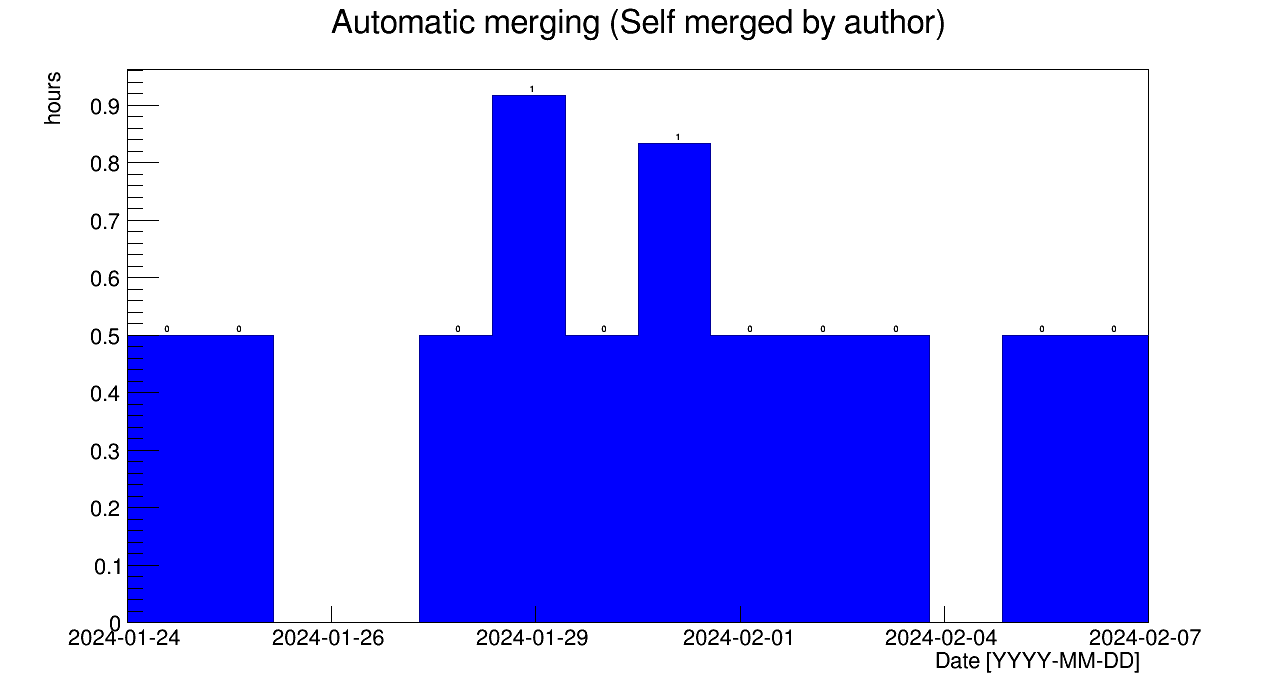 Automatic merging (Self merged by author)
hours
1
0.9
1
0.8
0.7
0.6
0 0 0 0 0 0 0 0 0
0.5
0.4
0.3
0.2
0.1
0
2024-01-24 2024-01-26 2024-01-29 2024-02-01 2024-02-04 2024-02-07
Date [YYYY-MM-DD]